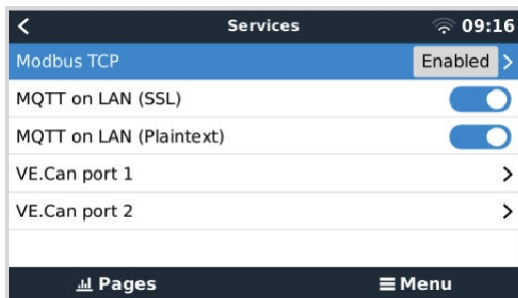 Services 09:16
Modbus TCP Enabled
MQTT on LAN (SSL)
MQTT on LAN (Plaintext)
VE.Can port 1
VE.Can port 2
Pages Menu